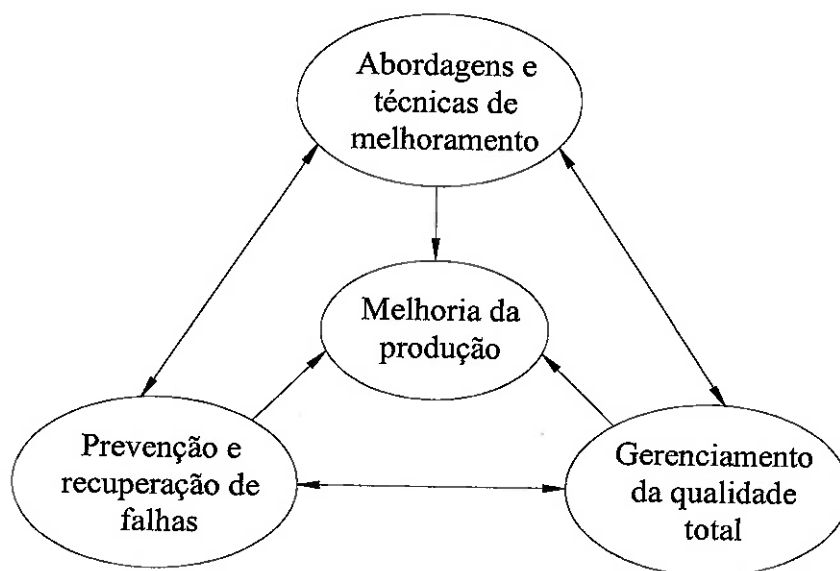 Abordagens e
técnicas de
melhoramento
Melhoria da
produção
Prevenção e
recuperação de
falhas
Gerenciamento
da qualidade
total